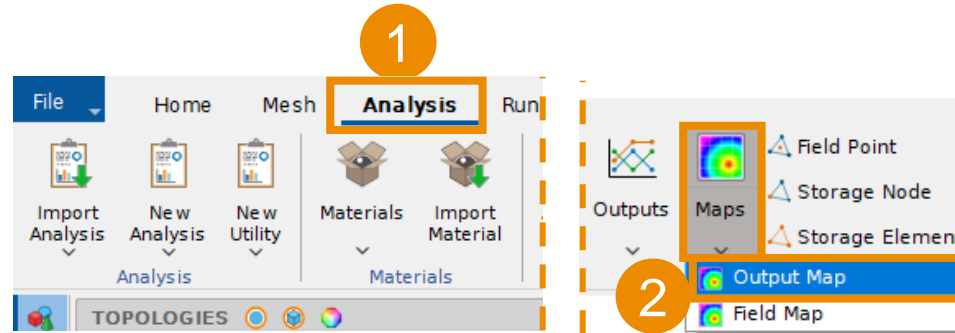 1
File Home Mesh Analysis Run
Import Analysis
New Analysis
New Utility
Materials
Import Material
Analysis
Materials
TOPOLOGIES
Outputs
Maps
Field Point
Storage Node
Storage Elemen
2
Output Map
Field Map